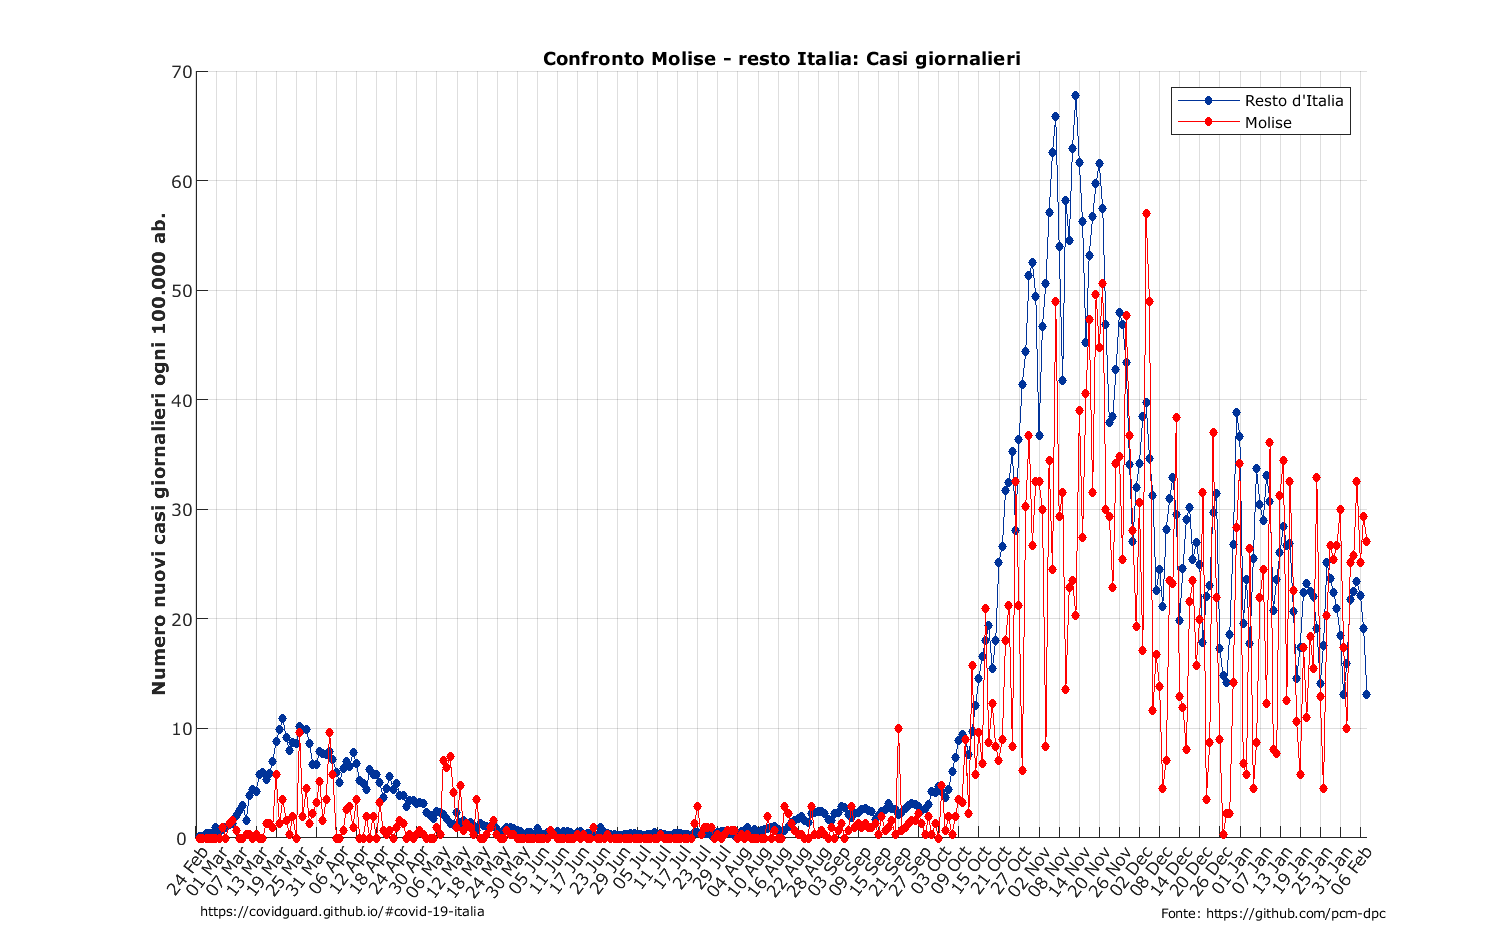 Confronto Molise - resto Italia: Casi giornalieri
Resto d'Italia
Molise
Numero nuovi casi giornalieri ogni 100.000 ab.
70
60
50
40
30
20
10
0
24 Feb
01 Mar
07 Mar
13 Mar
19 Mar
25 Mar
31 Mar
06 Apr
12 Apr
18 Apr
24 Apr
30 Apr
06 May
12 May
18 May
24 May
30 May
05 Jun
11 Jun
17 Jun
23 Jun
29 Jun
05 Jul
11 Jul
17 Jul
23 Jul
29 Jul
04 Aug
10 Aug
16 Aug
22 Aug
28 Aug
03 Sep
09 Sep
15 Sep
21 Sep
27 Sep
03 Oct
09 Oct
15 Oct
21 Oct
27 Oct
02 Nov
08 Nov
14 Nov
20 Nov
26 Nov
02 Dec
08 Dec
14 Dec
20 Dec
26 Dec
01 Jan
07 Jan
13 Jan
19 Jan
25 Jan
31 Jan
06 Feb
https://covidguard.github.io/#covid-19-italia
Fonte: https://github.com/pcm-dpc